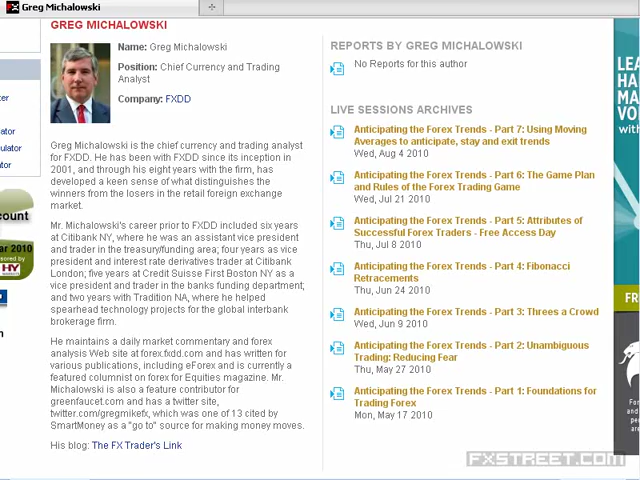 Greg Michalowski
GREG MICHALOWSKI
Name: Greg Michalowski
Position: Chief Currency and Trading
Analyst
Company: FXDD
Greg Michalowski is the chief currency and trading analyst
for FXDD. He has been with FXDD since its inception in
2001, and through his eight years with the firm, has
developed a keen sense of what distinguishes the
winners from the losers in the retail foreign exchange
market.
Mr. Michalowski's career prior to FXDD included six years
at Citibank NY, where he was an assistant vice president
and trader in the treasury/funding area; four years as vice
president and interest rate derivatives trader at Citibank
London; five years at Credit Suisse First Boston NY as a
vice president and trader in the banks funding department;
and two years with Tradition NA, where he helped
spearhead technology projects for the global interbank
brokerage firm.
He maintains a daily market commentary and forex
analysis Web site at forex.fxdd.com and has written for
various publications, including eForex and is currently a
featured columnist on forex for Equities magazine. Mr.
Michalowski is also a feature contributor for
greenfaucet.com and has a twitter site,
twitter.com/gregmikefx, which was one of 13 cited by
SmartMoney as a "go to" source for making money moves.
His blog: The FX Trader's Link
REPORTS BY GREG MICHALOWSKI
No Reports for this author
LIVE SESSIONS ARCHIVES
Anticipating the Forex Trends - Part 7: Using Moving
Averages to anticipate, stay and exit trends
Wed, Aug 4 2010
Anticipating the Forex Trends - Part 6: The Game Plan
and Rules of the Forex Trading Game
Wed, Jul 21 2010
Anticipating the Forex Trends - Part 5: Attributes of
Successful Forex Traders - Free Access Day
Thu, Jul 8 2010
Anticipating the Forex Trends - Part 4: Fibonacci
Retracements
Thu, Jun 24 2010
Anticipating the Forex Trends - Part 3: Threes a Crowd
Wed, Jun 9 2010
Anticipating the Forex Trends - Part 2: Unambiguous
Trading: Reducing Fear
Thu, May 27 2010
Anticipating the Forex Trends - Part 1: Foundations for
Trading Forex
Mon, May 17 2010
FXSTREET.COM